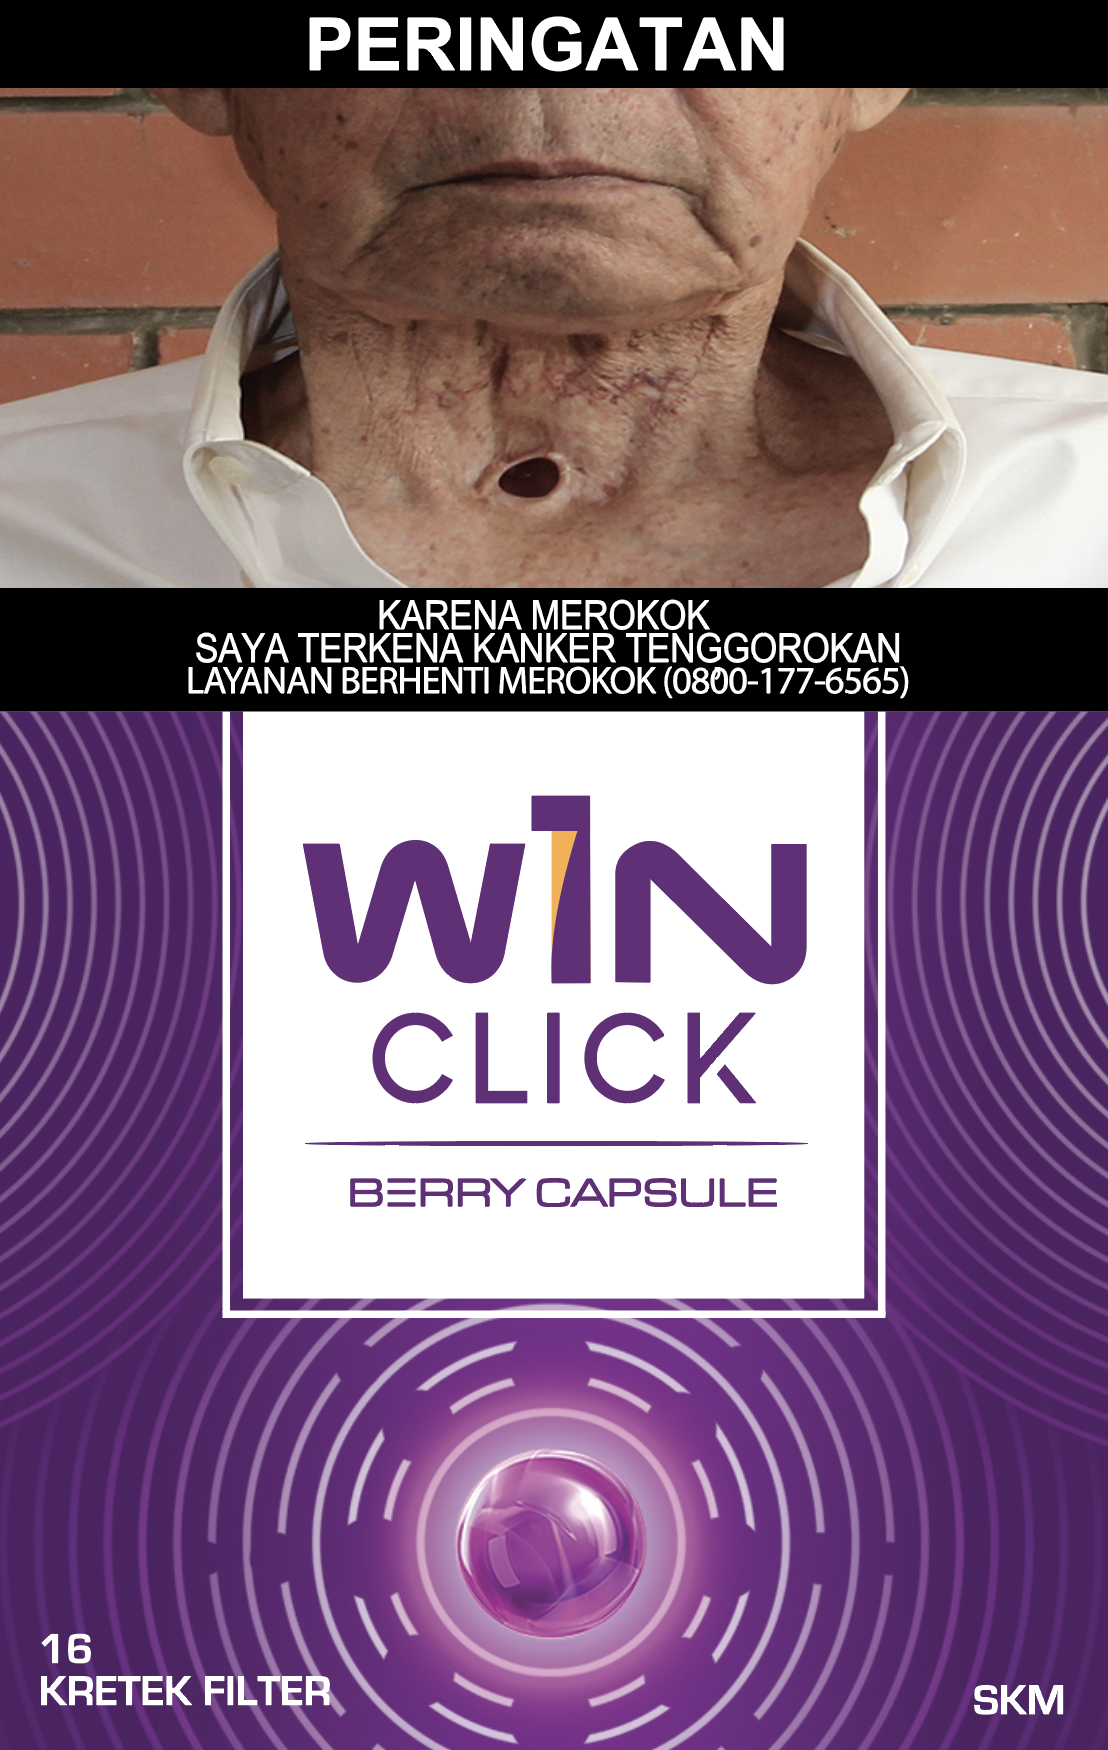 PERINGATAN
KARENA MEROKOK
SAYA TERKENA KANKER TENGGOROKAN
LAYANAN BERHENTI MEROKOK (0800-177-6565)
WIN
CLICK
BERRY CAPSULE
16
KRETEK FILTER
SKM